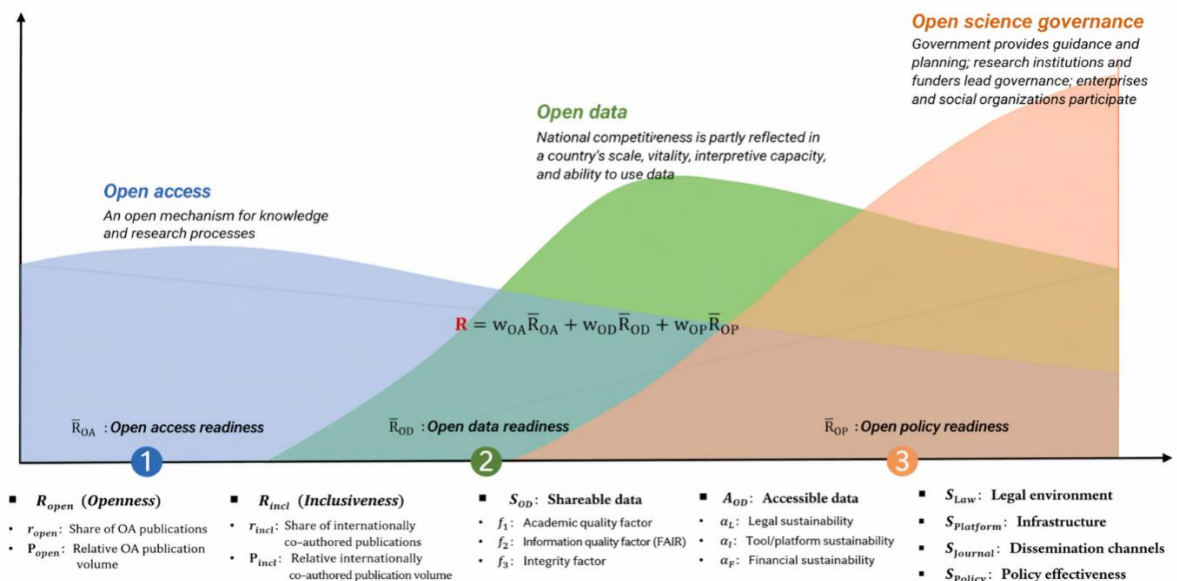 Open science governance
Government provides guidance and
planning; research institutions and
funders lead governance; enterprises
and social organizations participate
Open data
National competitiveness is partly reflected in
a country's scale, vitality, interpretive capacity,
and ability to use data
Open access
An open mechanism for knowledge
and research processes
R = w_OA R̅_OA + w_OD R̅_OD + w_OP R̅_OP
R̅_OA : Open access readiness
R̅_OD : Open data readiness
R̅_OP : Open policy readiness
1
2
3
■ R_open (Openness)
• r_open: Share of OA publications
• P_open: Relative OA publication
volume
■ R_incl (Inclusiveness)
• r_incl: Share of internationally
co-authored publications
• P_incl: Relative internationally
co-authored publication volume
■ S_OD: Shareable data
• f₁: Academic quality factor
• f₂: Information quality factor (FAIR)
• f₃: Integrity factor
■ A_OD: Accessible data
• α_L: Legal sustainability
• α_I: Tool/platform sustainability
• α_F: Financial sustainability
■ S_Law: Legal environment
■ S_Platform: Infrastructure
■ S_Journal: Dissemination channels
■ S_Policy: Policy effectiveness